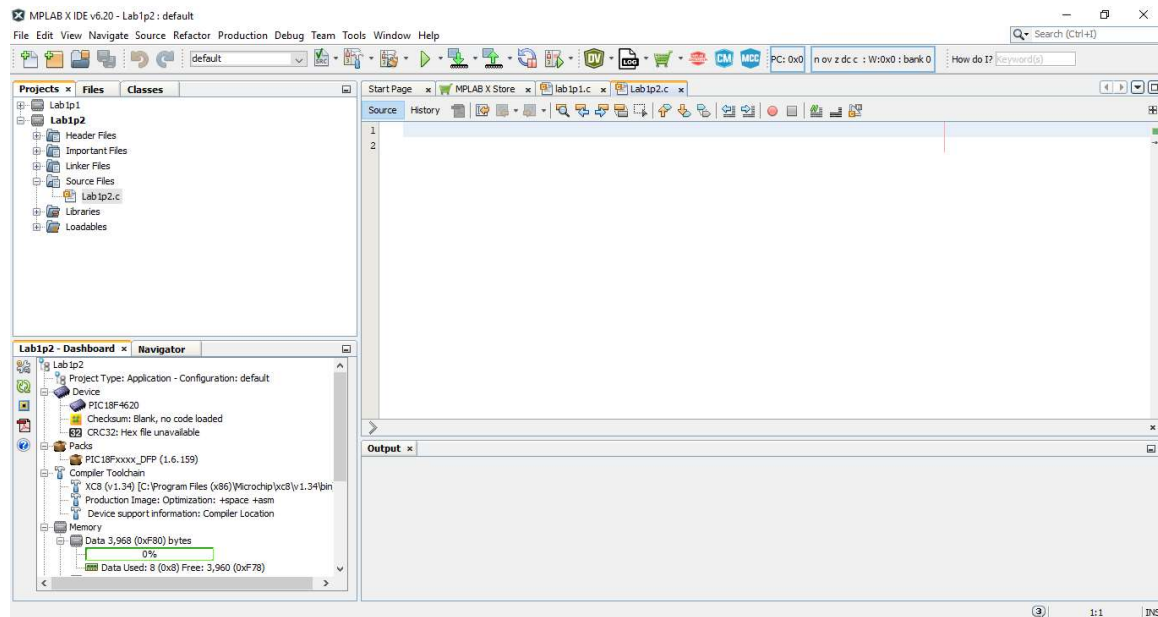 MPLAB X IDE v6.20 - Lab1p2 : default
File Edit View Navigate Source Refactor Production Debug Team Tools Window Help
Search (Ctrl+I)
default
PC: 0x0
n ov z dc c : W:0x0 : bank 0
How do I? Keyword(s)
Projects Files Classes
Lab1p1
Lab1p2
Header Files
Important Files
Linker Files
Source Files
Lab1p2.c
Libraries
Loadables
Start Page MPLAB X Store lab1p1.c Lab1p2.c
Source History
1
2
Lab1p2 - Dashboard Navigator
Lab1p2
Project Type: Application - Configuration: default
Device
PIC18F4620
Checksum: Blank, no code loaded
CRC32: Hex file unavailable
Packs
PIC18Fxxxx_DFP (1.6.159)
Compiler Toolchain
XC8 (v1.34) [C:\Program Files (x86)\Microchip\xc8\v1.34\bin
Production Image: Optimization: +space +asm
Device support information: Compiler Location
Memory
Data 3,968 (0xF80) bytes
0%
Data Used: 8 (0x8) Free: 3,960 (0xF78)
Output
3
1:1
INS